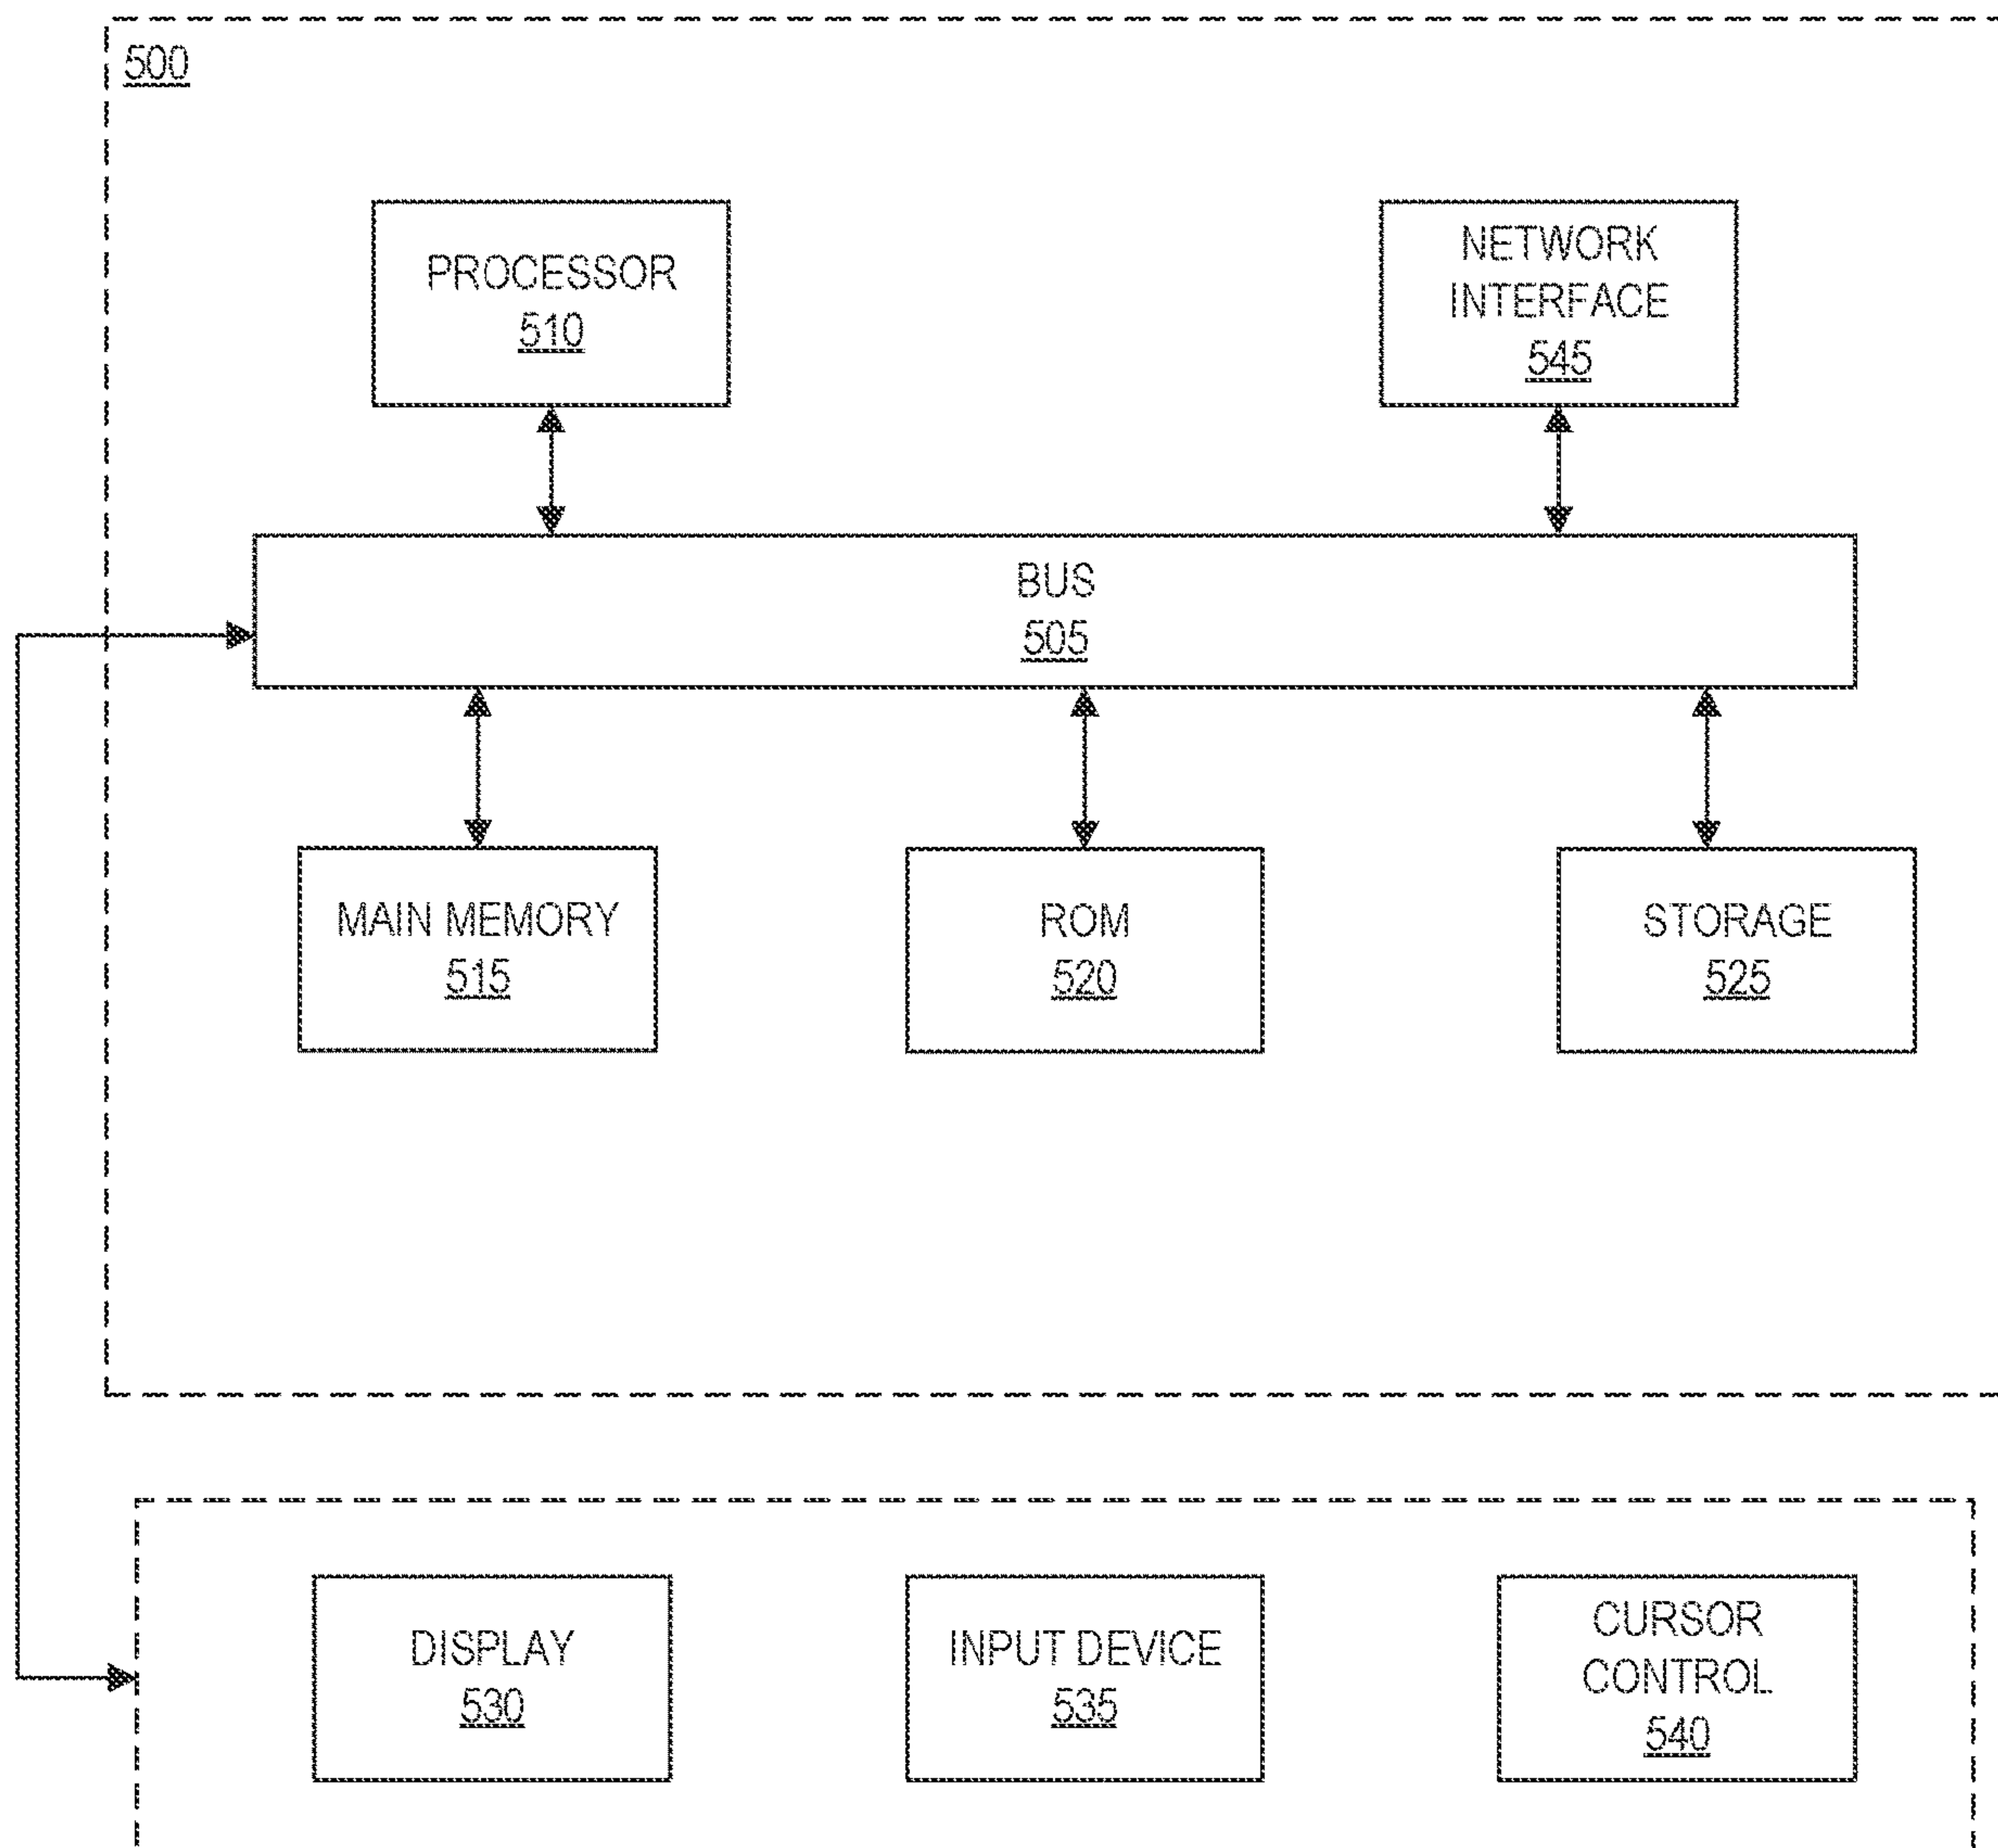 500
PROCESSOR
510
NETWORK
INTERFACE
545
BUS
505
MAIN MEMORY
515
ROM
520
STORAGE
525
DISPLAY
530
INPUT DEVICE
535
CURSOR
CONTROL
540